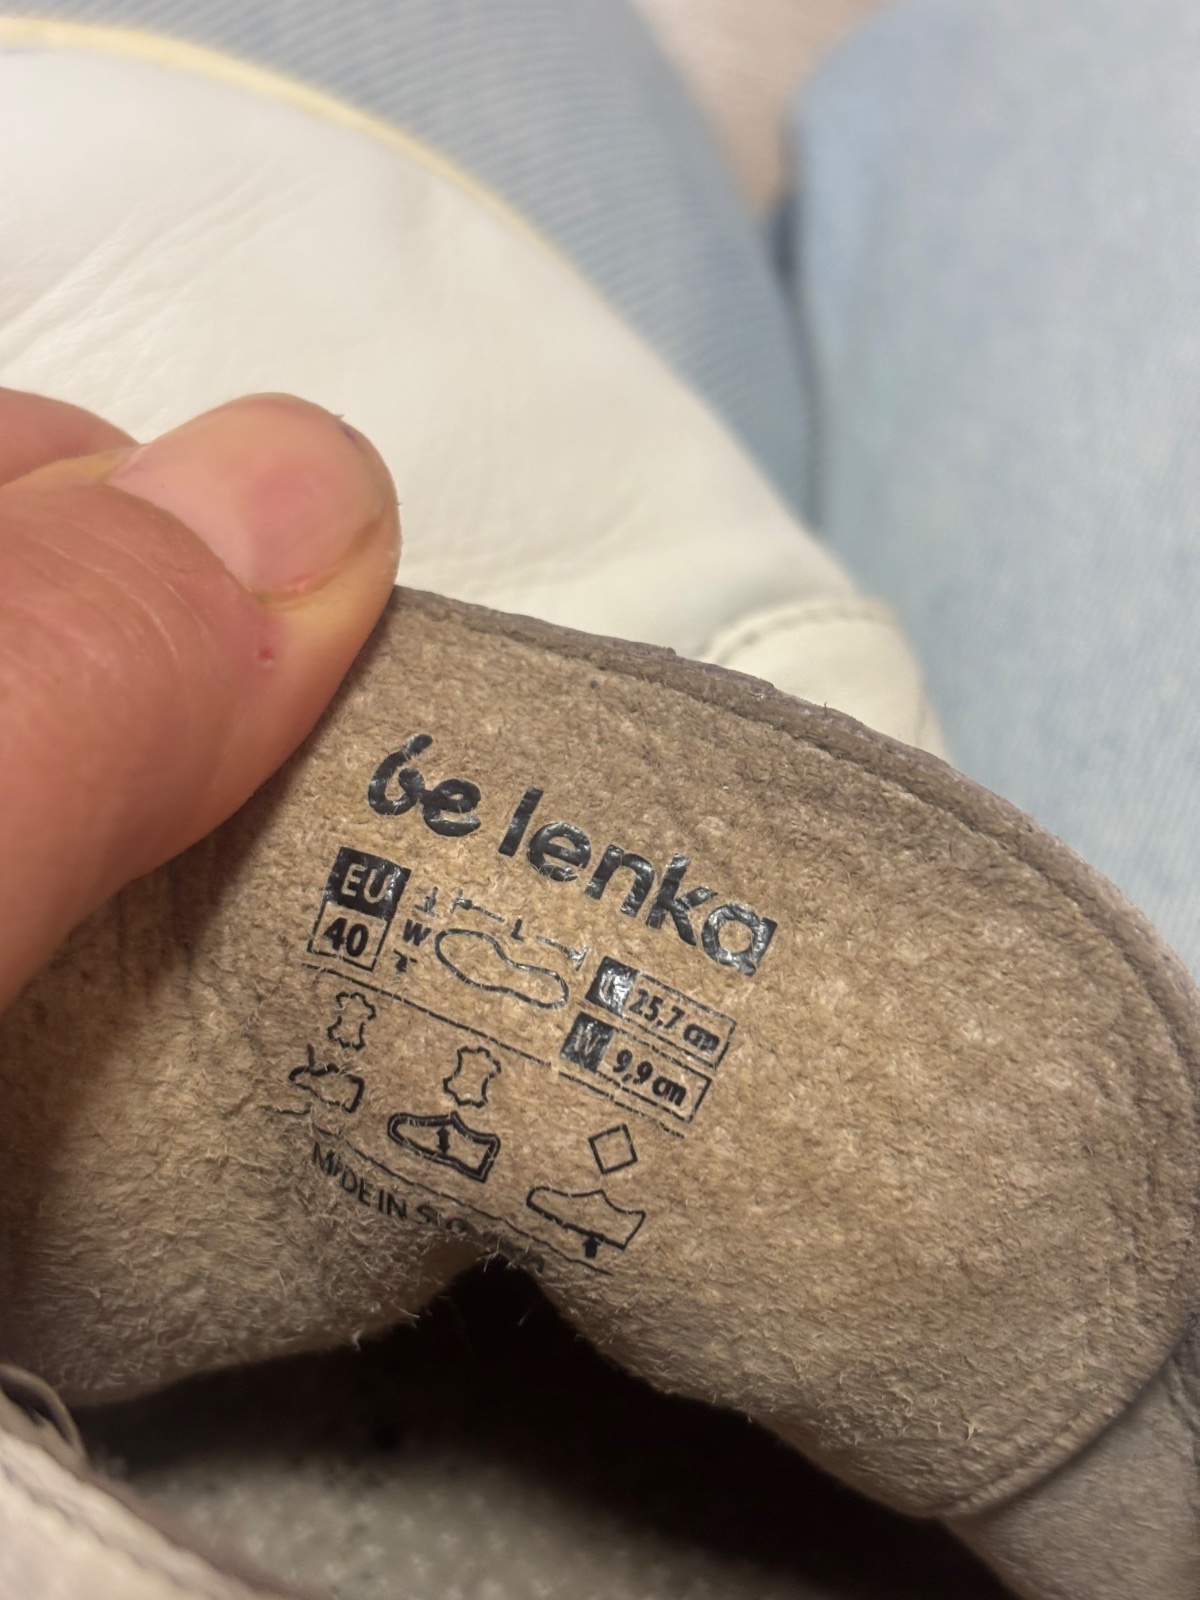 be lenka
EU
40
W
L
L 25,7 cm
W 9,9 cm
MADE IN